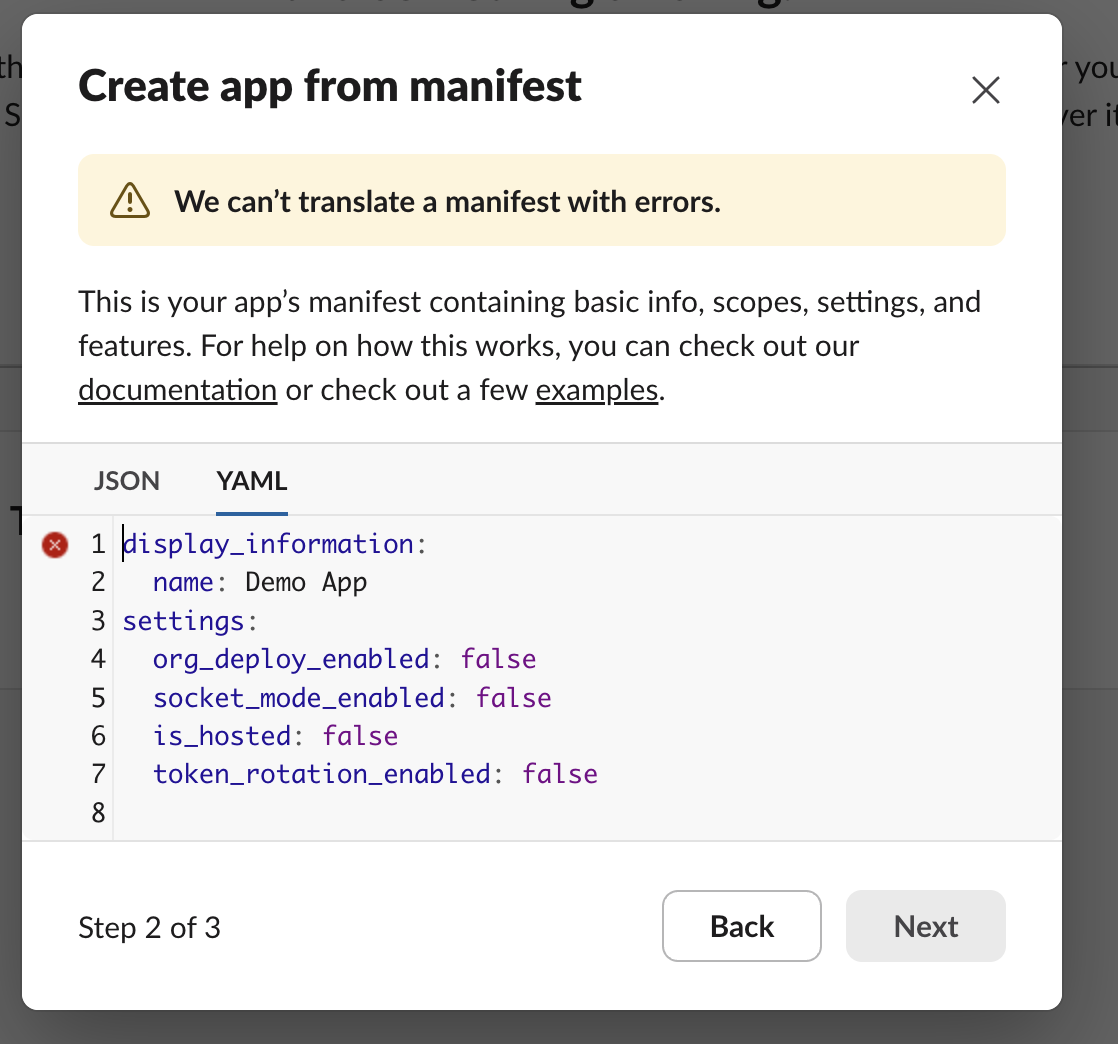 Create app from manifest
We can’t translate a manifest with errors.
This is your app’s manifest containing basic info, scopes, settings, and
features. For help on how this works, you can check out our
documentation or check out a few examples.
JSON YAML
1 display_information:
2   name: Demo App
3 settings:
4   org_deploy_enabled: false
5   socket_mode_enabled: false
6   is_hosted: false
7   token_rotation_enabled: false
8
Step 2 of 3 Back Next